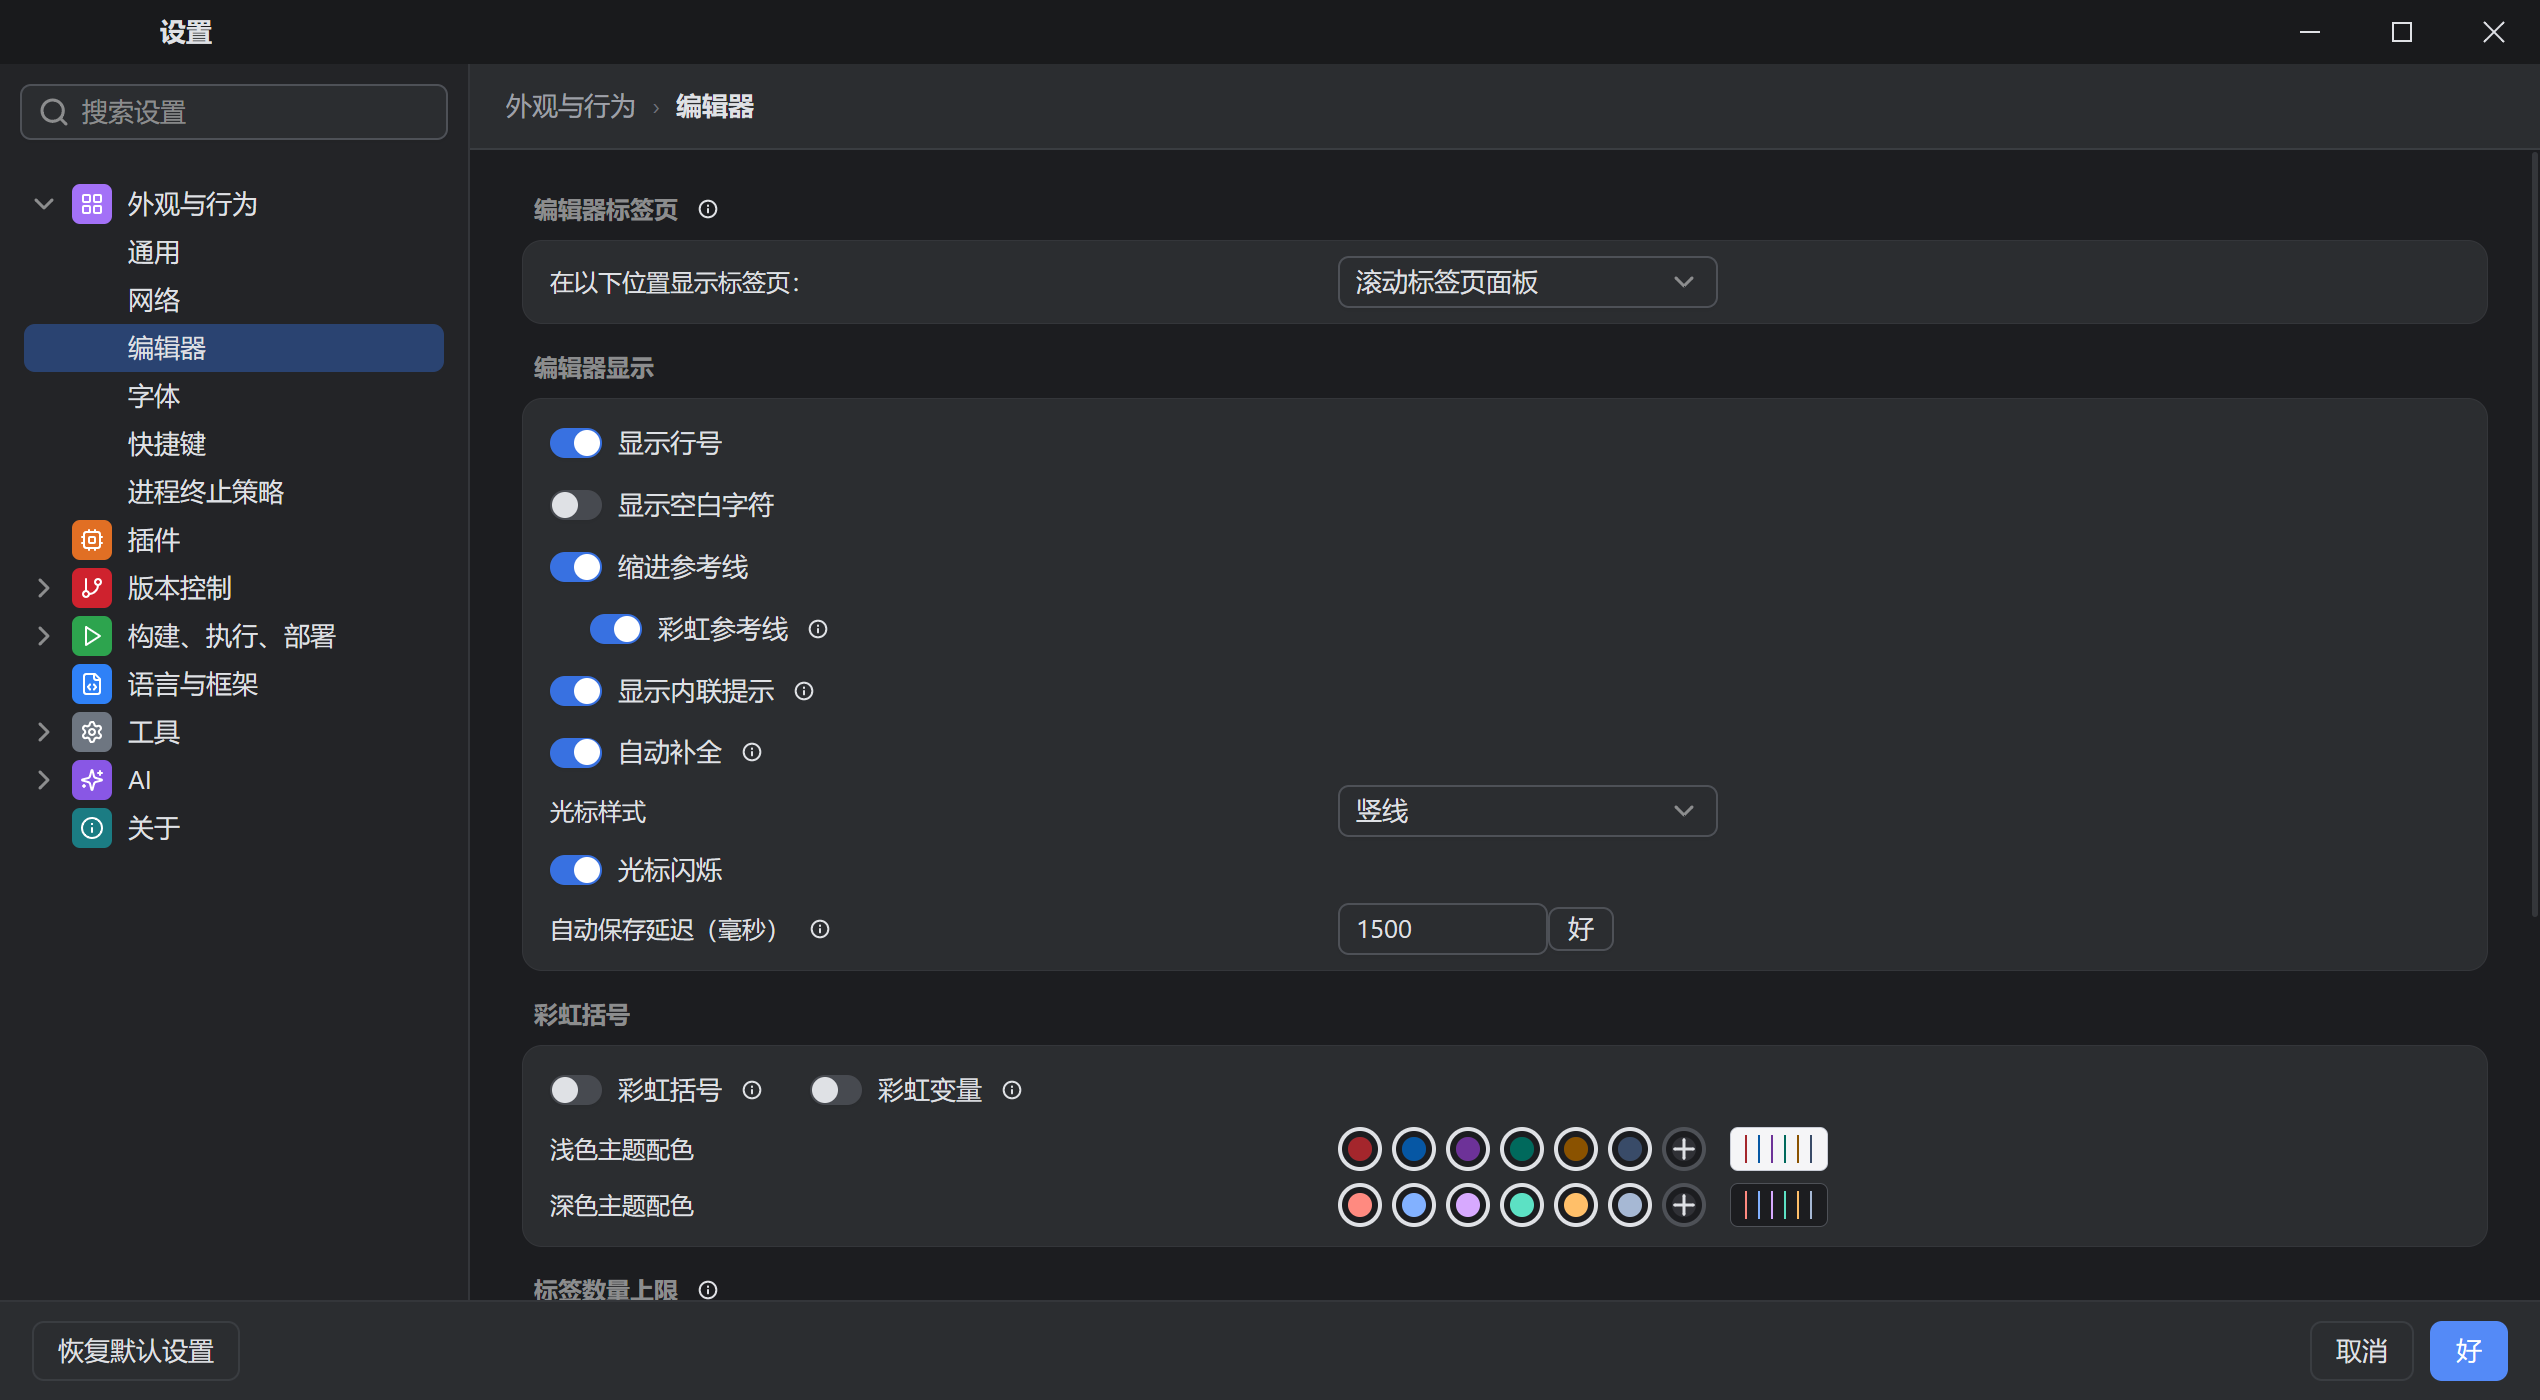 设置
搜索设置
外观与行为
通用
网络
编辑器
字体
快捷键
进程终止策略
插件
版本控制
构建、执行、部署
语言与框架
工具
AI
关于
外观与行为 › 编辑器
编辑器标签页
在以下位置显示标签页：
滚动标签页面板
编辑器显示
显示行号
显示空白字符
缩进参考线
彩虹参考线
显示内联提示
自动补全
光标样式
竖线
光标闪烁
自动保存延迟（毫秒）
1500
好
彩虹括号
彩虹括号
彩虹变量
浅色主题配色
深色主题配色
标签数量上限
恢复默认设置
取消
好